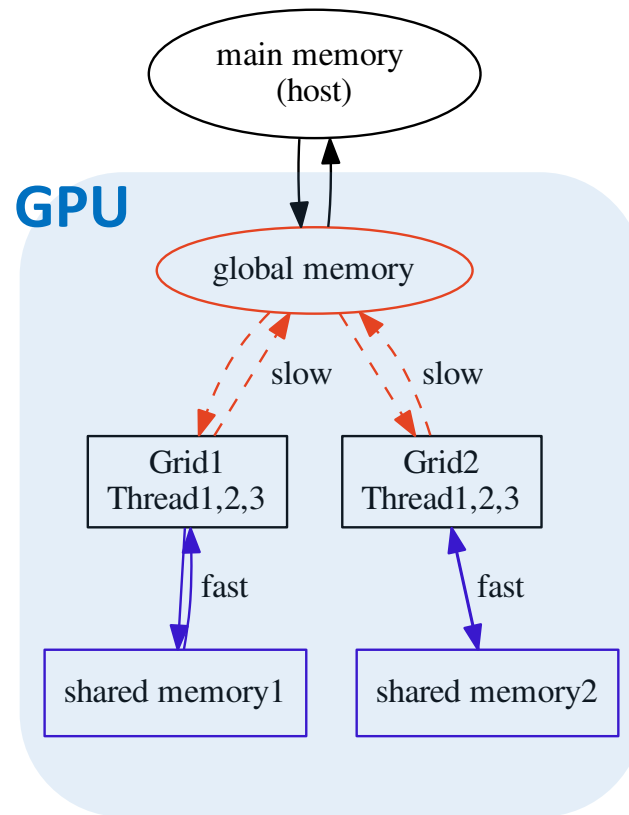 main memory
(host)
GPU
global memory
slow
slow
Grid1
Thread1,2,3
Grid2
Thread1,2,3
fast
fast
shared memory1
shared memory2